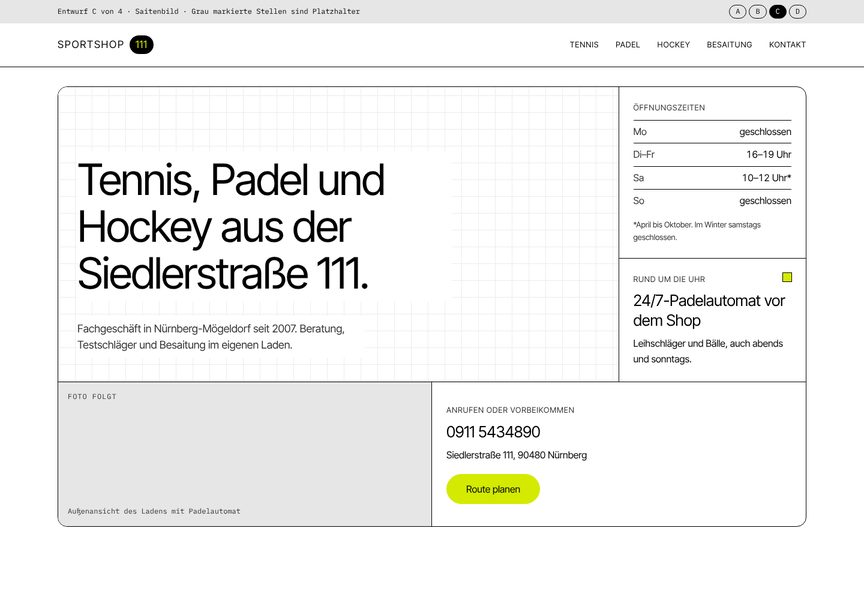 Entwurf C von 4 · Saitenbild · Grau markierte Stellen sind Platzhalter
A B C D
SPORTSHOP 111
TENNIS PADEL HOCKEY BESAITUNG KONTAKT
Tennis, Padel und
Hockey aus der
Siedlerstraße 111.
Fachgeschäft in Nürnberg-Mögeldorf seit 2007. Beratung,
Testschläger und Besaitung im eigenen Laden.
ÖFFNUNGSZEITEN
Mo geschlossen
Di–Fr 16–19 Uhr
Sa 10–12 Uhr*
So geschlossen
*April bis Oktober. Im Winter samstags
geschlossen.
RUND UM DIE UHR
24/7-Padelautomat vor
dem Shop
Leihschläger und Bälle, auch abends
und sonntags.
FOTO FOLGT
Außenansicht des Ladens mit Padelautomat
ANRUFEN ODER VORBEIKOMMEN
0911 5434890
Siedlerstraße 111, 90480 Nürnberg
Route planen